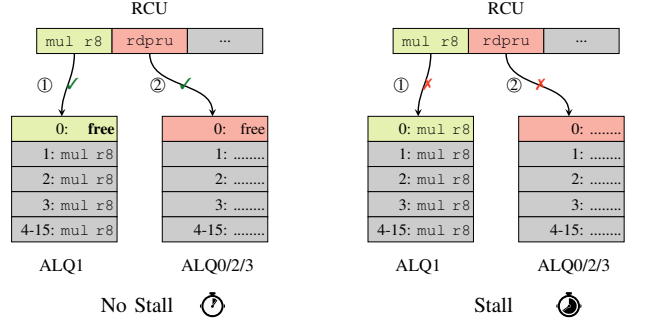 RCU
mul r8 rdpru ...
① ✓ ② ✓
0: free
1: mul r8
2: mul r8
3: mul r8
4-15: mul r8
ALQ1
0: free
1: ........
2: ........
3: ........
4-15: ........
ALQ0/2/3
No Stall
RCU
mul r8 rdpru ...
① ✗ ② ✗
0: mul r8
1: mul r8
2: mul r8
3: mul r8
4-15: mul r8
ALQ1
0: ........
1: ........
2: ........
3: ........
4-15: ........
ALQ0/2/3
Stall